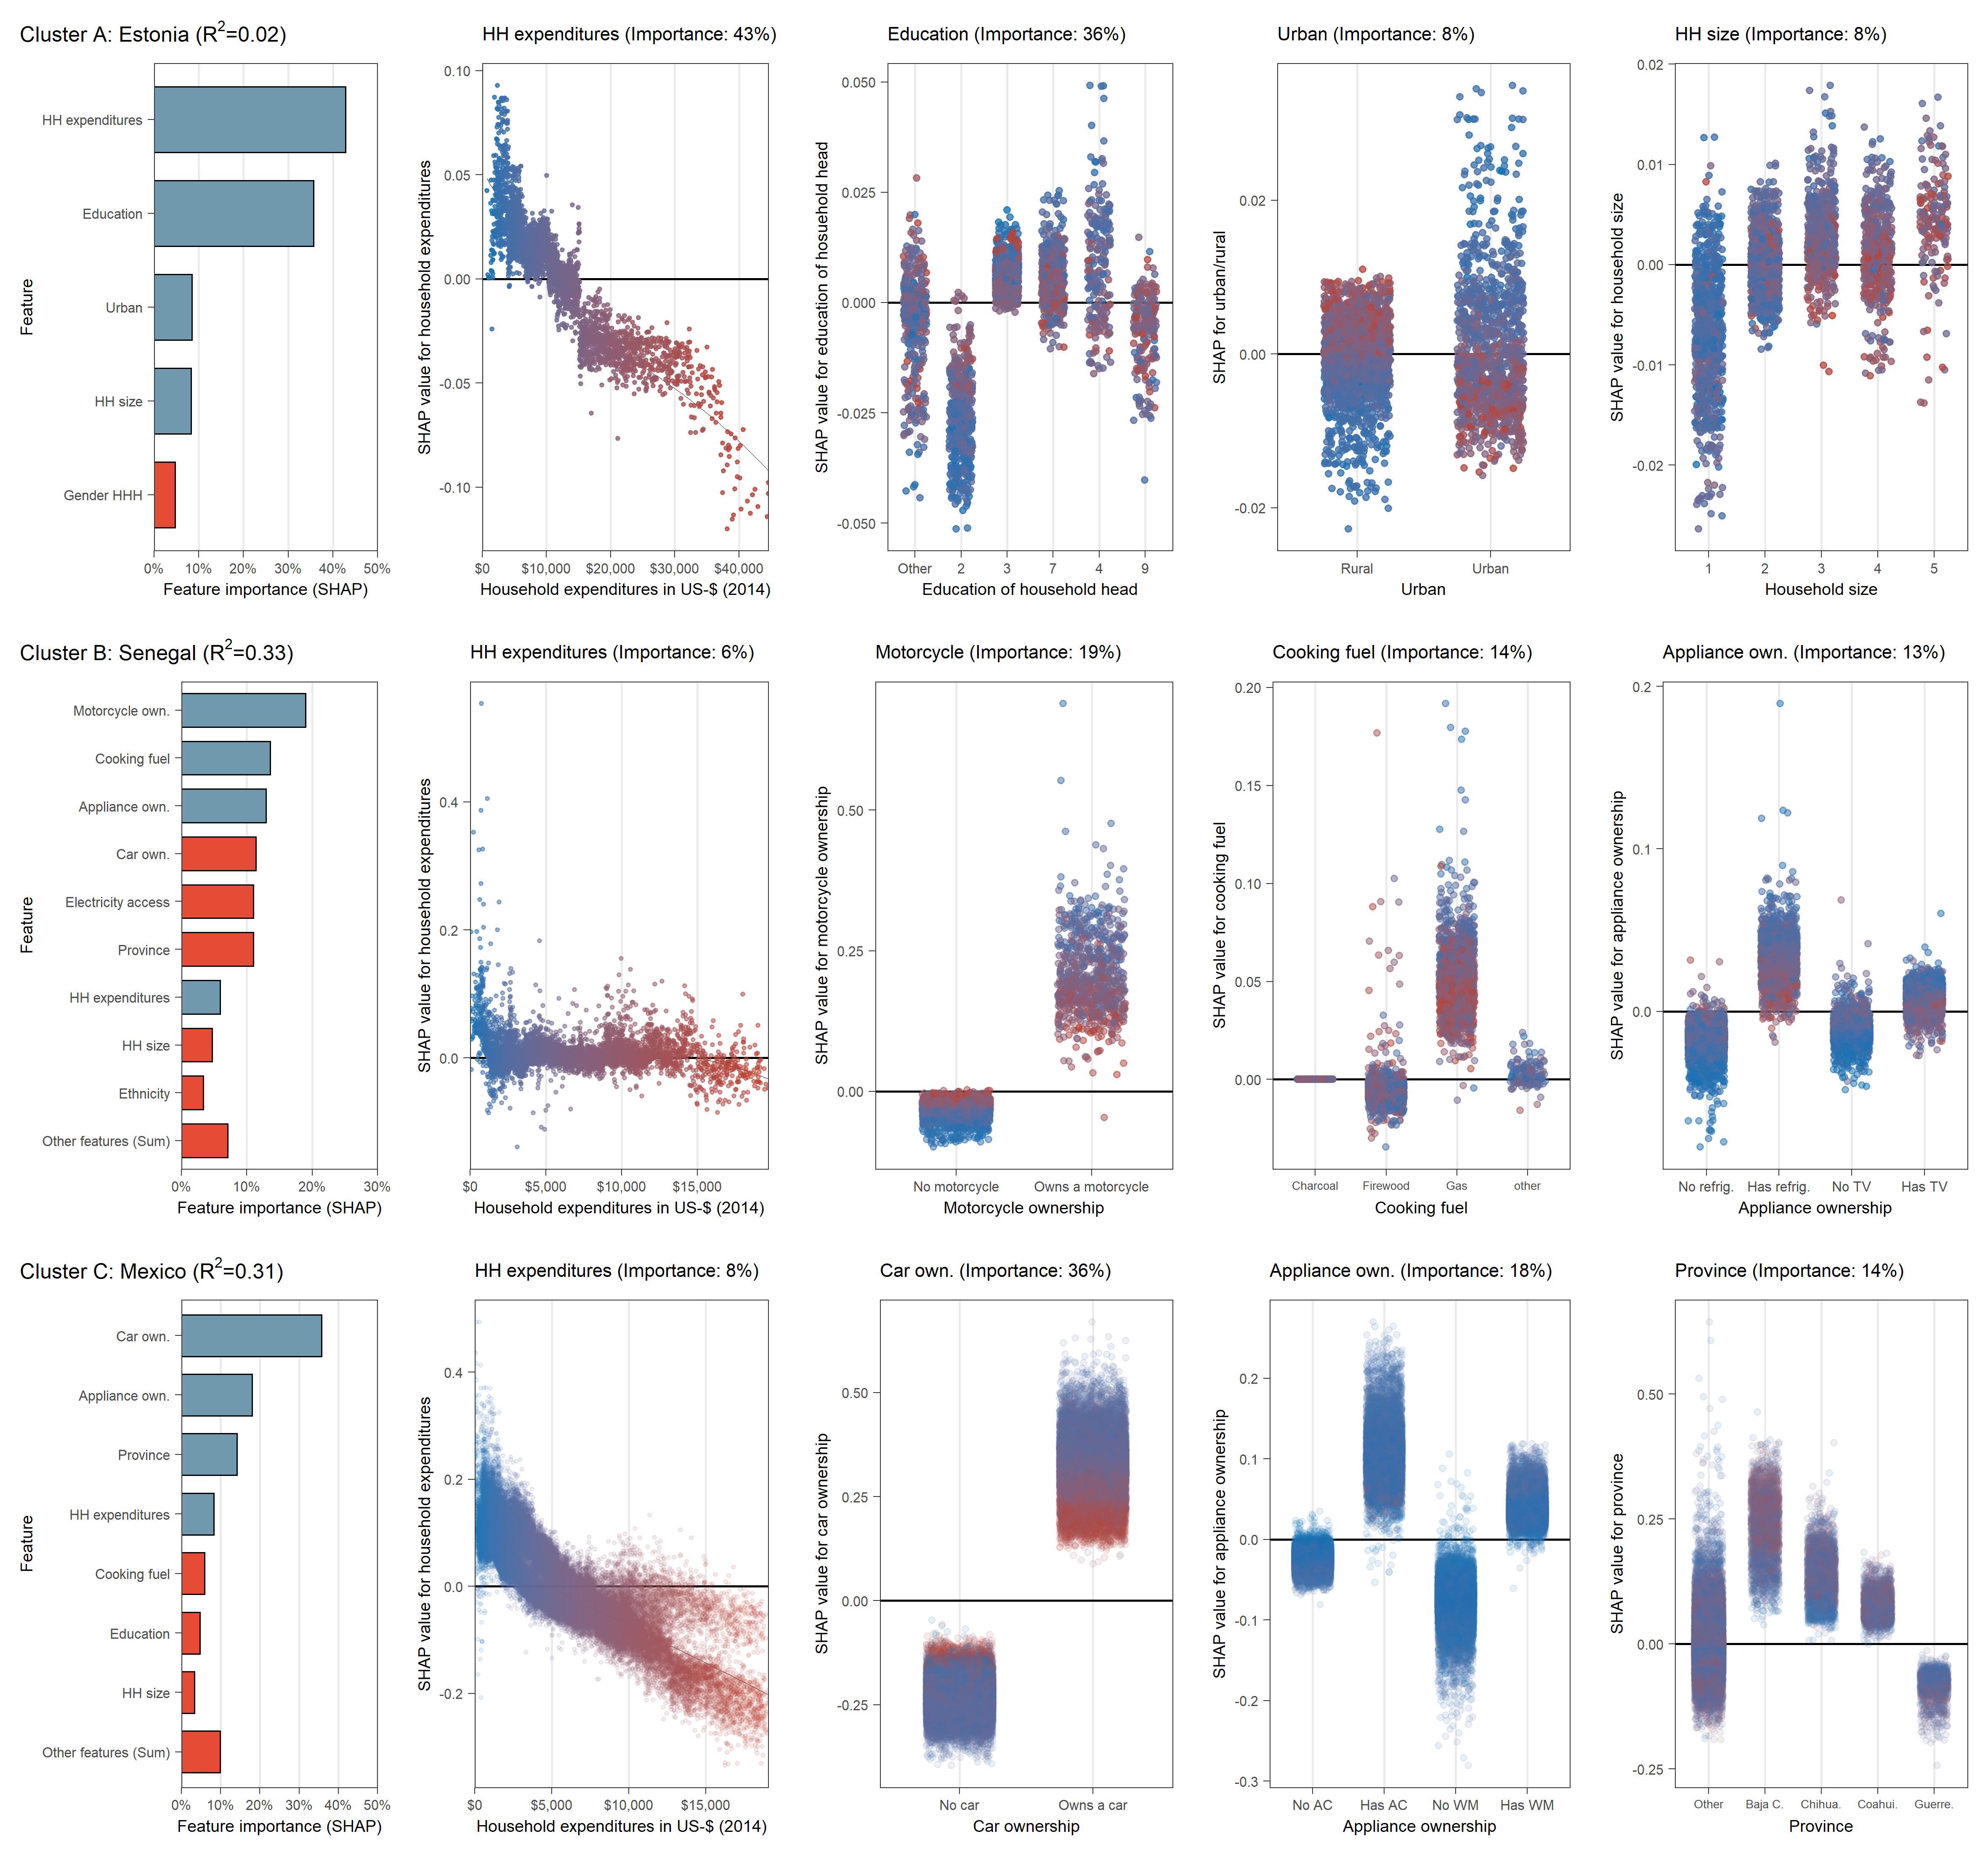 Cluster A: Estonia (R²=0.02)
Feature
HH expenditures
Education
Urban
HH size
Gender HHH
0% 10% 20% 30% 40% 50%
Feature importance (SHAP)
HH expenditures (Importance: 43%)
SHAP value for household expenditures
0.10
0.05
0.00
-0.05
-0.10
$0 $10,000 $20,000 $30,000 $40,000
Household expenditures in US-$ (2014)
Education (Importance: 36%)
SHAP value for education of household head
0.050
0.025
0.000
-0.025
-0.050
Other 2 3 7 4 9
Education of household head
Urban (Importance: 8%)
SHAP for urban/rural
0.02
0.00
-0.02
Rural Urban
Urban
HH size (Importance: 8%)
SHAP value for household size
0.02
0.01
0.00
-0.01
-0.02
1 2 3 4 5
Household size
Cluster B: Senegal (R²=0.33)
Feature
Motorcycle own.
Cooking fuel
Appliance own.
Car own.
Electricity access
Province
HH expenditures
HH size
Ethnicity
Other features (Sum)
0% 10% 20% 30%
Feature importance (SHAP)
HH expenditures (Importance: 6%)
SHAP value for household expenditures
0.4
0.2
0.0
$0 $5,000 $10,000 $15,000
Household expenditures in US-$ (2014)
Motorcycle (Importance: 19%)
SHAP value for motorcycle ownership
0.50
0.25
0.00
No motorcycle Owns a motorcycle
Motorcycle ownership
Cooking fuel (Importance: 14%)
SHAP value for cooking fuel
0.20
0.15
0.10
0.05
0.00
Charcoal Firewood Gas other
Cooking fuel
Appliance own. (Importance: 13%)
SHAP value for appliance ownership
0.2
0.1
0.0
No refrig. Has refrig. No TV Has TV
Appliance ownership
Cluster C: Mexico (R²=0.31)
Feature
Car own.
Appliance own.
Province
HH expenditures
Cooking fuel
Education
HH size
Other features (Sum)
0% 10% 20% 30% 40% 50%
Feature importance (SHAP)
HH expenditures (Importance: 8%)
SHAP value for household expenditures
0.4
0.2
0.0
-0.2
$0 $5,000 $10,000 $15,000
Household expenditures in US-$ (2014)
Car own. (Importance: 36%)
SHAP value for car ownership
0.50
0.25
0.00
-0.25
No car Owns a car
Car ownership
Appliance own. (Importance: 18%)
SHAP value for appliance ownership
0.2
0.1
0.0
-0.1
-0.2
-0.3
No AC Has AC No WM Has WM
Appliance ownership
Province (Importance: 14%)
SHAP value for province
0.50
0.25
0.00
-0.25
Other Baja C. Chihua. Coahui. Guerre.
Province